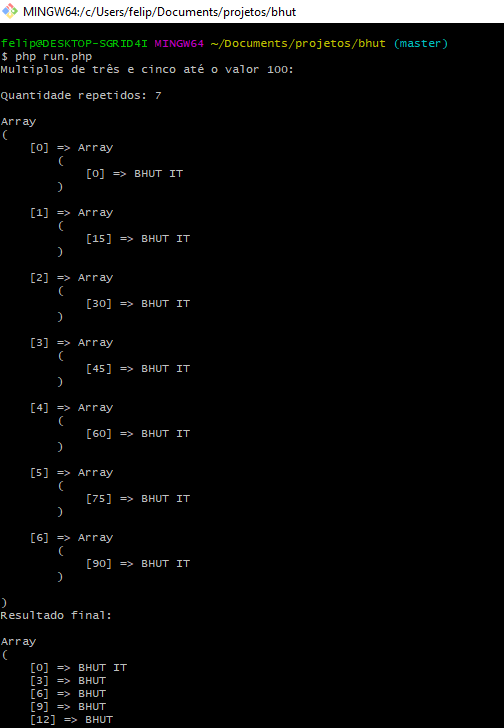 MINGW64:/c/Users/felip/Documents/projetos/bhut
felip@DESKTOP-SGRID4I MINGW64 ~/Documents/projetos/bhut (master)
$ php run.php
Multiplos de três e cinco até o valor 100:

Quantidade repetidos: 7

Array
(
    [0] => Array
        (
            [0] => BHUT IT
        )

    [1] => Array
        (
            [15] => BHUT IT
        )

    [2] => Array
        (
            [30] => BHUT IT
        )

    [3] => Array
        (
            [45] => BHUT IT
        )

    [4] => Array
        (
            [60] => BHUT IT
        )

    [5] => Array
        (
            [75] => BHUT IT
        )

    [6] => Array
        (
            [90] => BHUT IT
        )

)
Resultado final:

Array
(
    [0] => BHUT IT
    [3] => BHUT
    [6] => BHUT
    [9] => BHUT
    [12] => BHUT